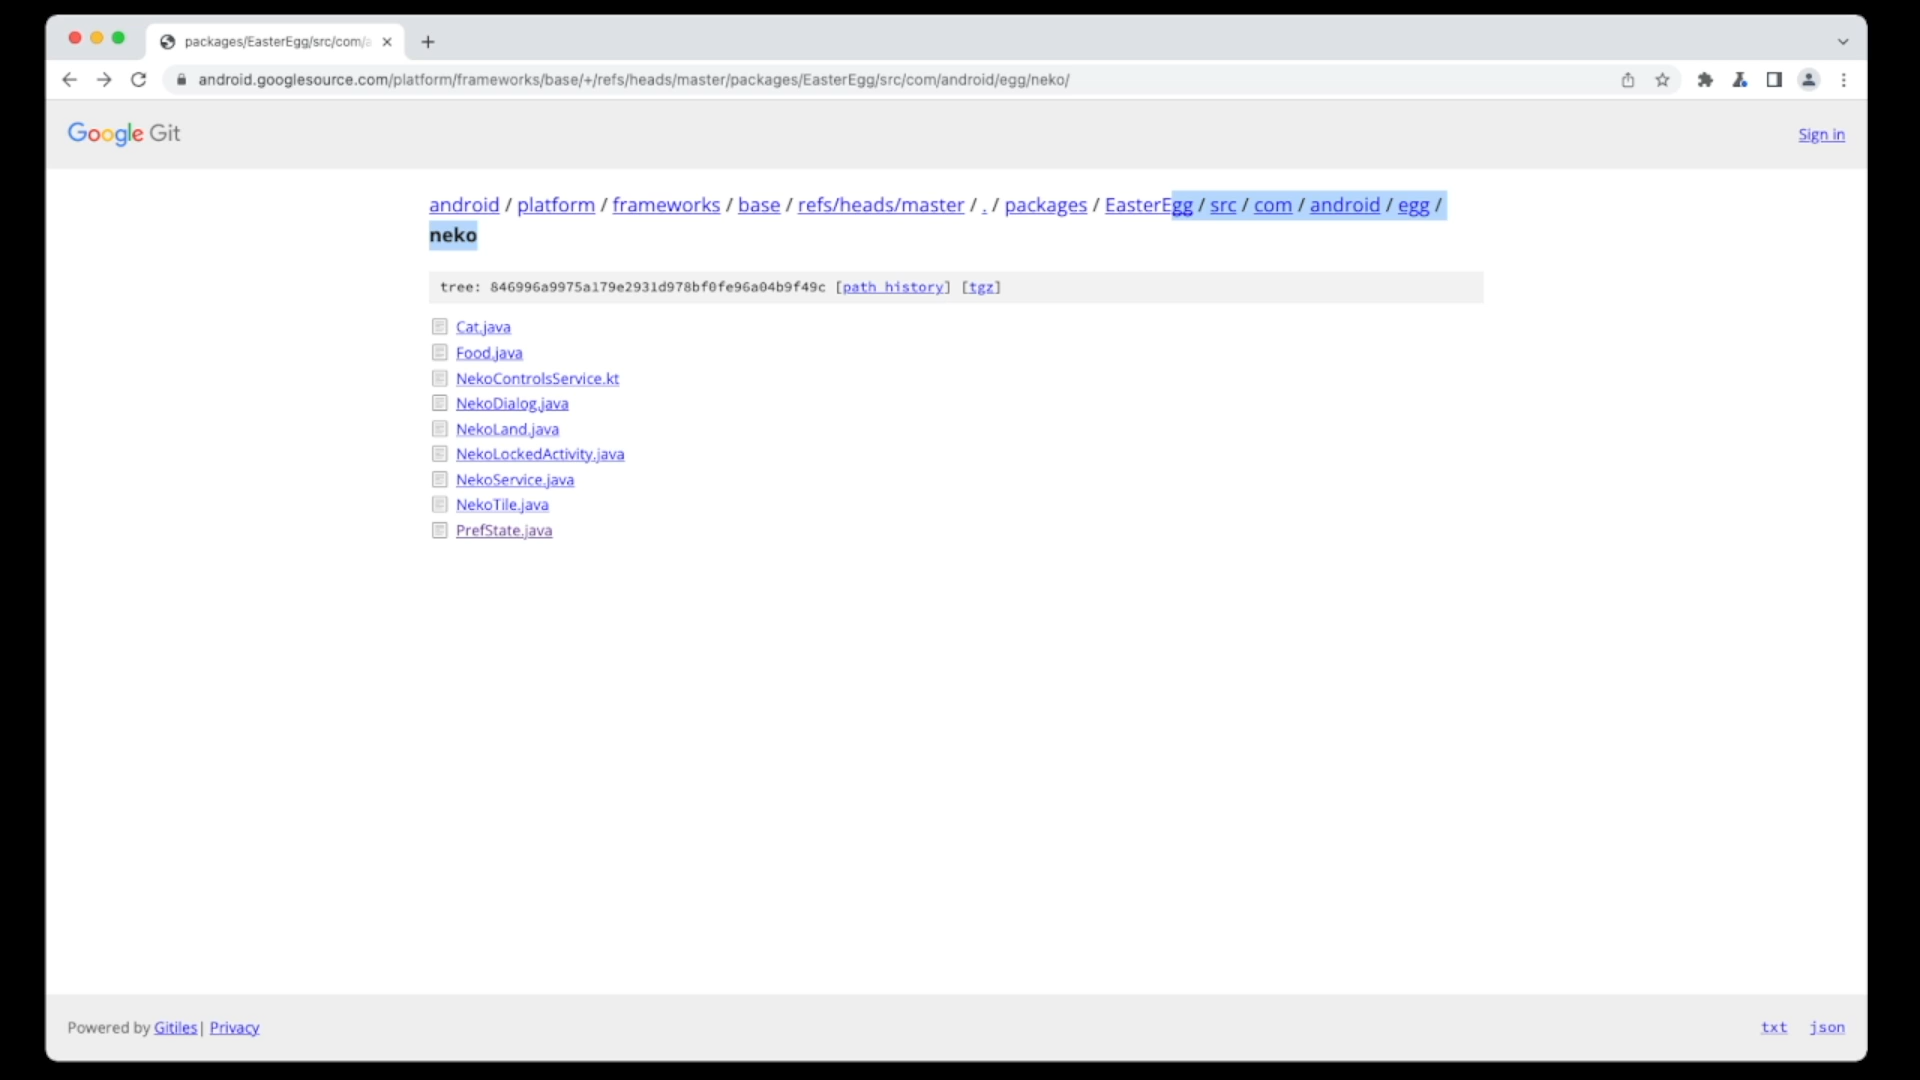 packages/EasterEgg/src/com/a
android.googlesource.com/platform/frameworks/base/+/refs/heads/master/packages/EasterEgg/src/com/android/egg/neko/
Google Git
Sign in
android / platform / frameworks / base / refs/heads/master / . / packages / EasterEgg / src / com / android / egg /
neko
tree: 846996a9975a179e2931d978bf0fe96a04b9f49c [path history] [tgz]
Cat.java
Food.java
NekoControlsService.kt
NekoDialog.java
NekoLand.java
NekoLockedActivity.java
NekoService.java
NekoTile.java
PrefState.java
Powered by Gitiles| Privacy
txt json